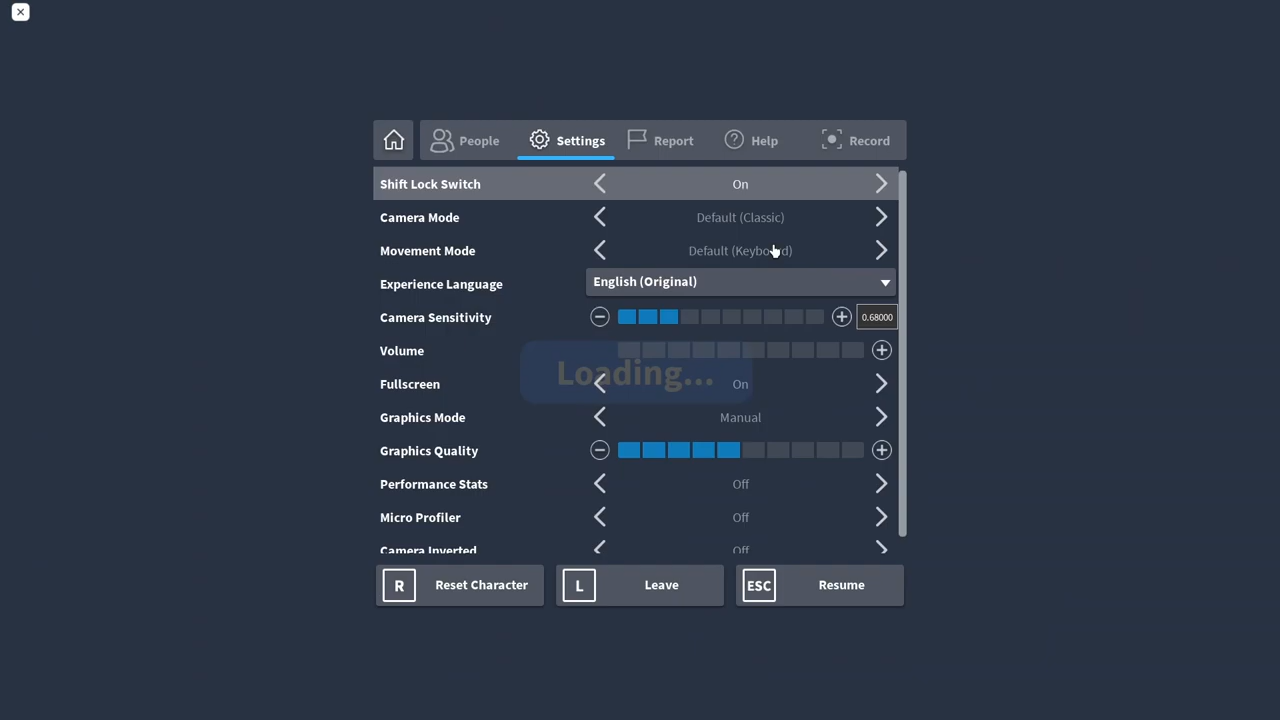 People Settings Report Help Record
Shift Lock Switch On
Camera Mode Default (Classic)
Movement Mode Default (Keyboard)
Experience Language English (Original)
Camera Sensitivity 0.68000
Volume
Loading...
Fullscreen On
Graphics Mode Manual
Graphics Quality
Performance Stats Off
Micro Profiler Off
Camera Inverted Off
R Reset Character L Leave ESC Resume